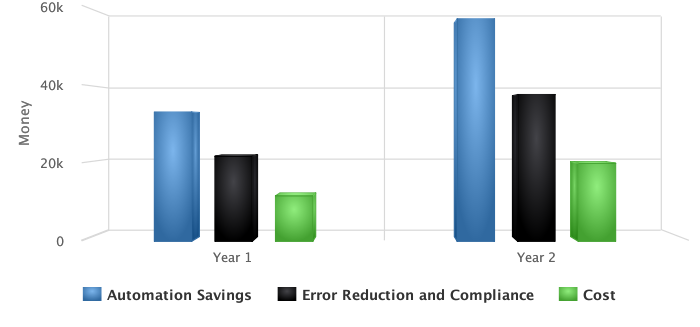 60k
40k
Money
20k
0
Year 1 Year 2
Automation Savings Error Reduction and Compliance Cost